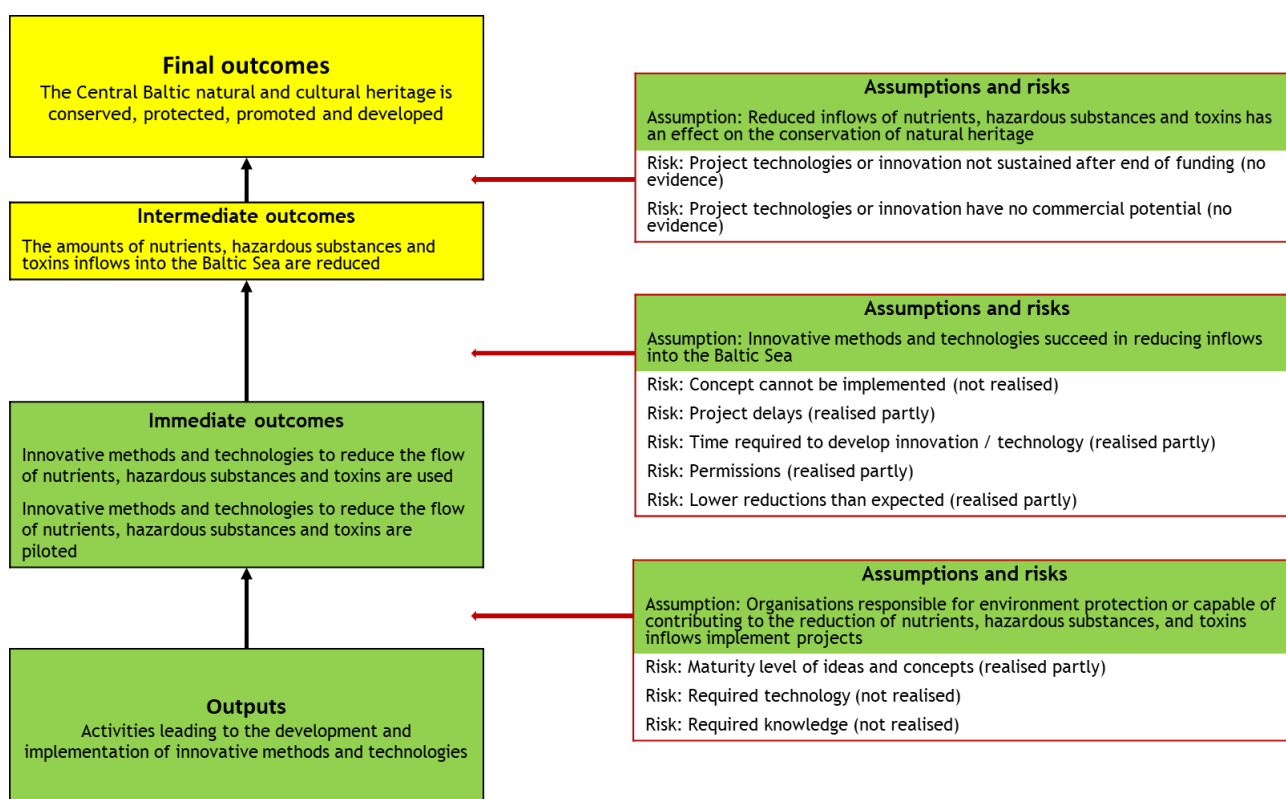 Final outcomes
The Central Baltic natural and cultural heritage is
conserved, protected, promoted and developed
Intermediate outcomes
The amounts of nutrients, hazardous substances and
toxins inflows into the Baltic Sea are reduced
Immediate outcomes
Innovative methods and technologies to reduce the flow
of nutrients, hazardous substances and toxins are used
Innovative methods and technologies to reduce the flow
of nutrients, hazardous substances and toxins are
piloted
Outputs
Activities leading to the development and
implementation of innovative methods and technologies
Assumptions and risks
Assumption: Reduced inflows of nutrients, hazardous substances and toxins has
an effect on the conservation of natural heritage
Risk: Project technologies or innovation not sustained after end of funding (no
evidence)
Risk: Project technologies or innovation have no commercial potential (no
evidence)
Assumptions and risks
Assumption: Innovative methods and technologies succeed in reducing inflows
into the Baltic Sea
Risk: Concept cannot be implemented (not realised)
Risk: Project delays (realised partly)
Risk: Time required to develop innovation / technology (realised partly)
Risk: Permissions (realised partly)
Risk: Lower reductions than expected (realised partly)
Assumptions and risks
Assumption: Organisations responsible for environment protection or capable of
contributing to the reduction of nutrients, hazardous substances, and toxins
inflows implement projects
Risk: Maturity level of ideas and concepts (realised partly)
Risk: Required technology (not realised)
Risk: Required knowledge (not realised)